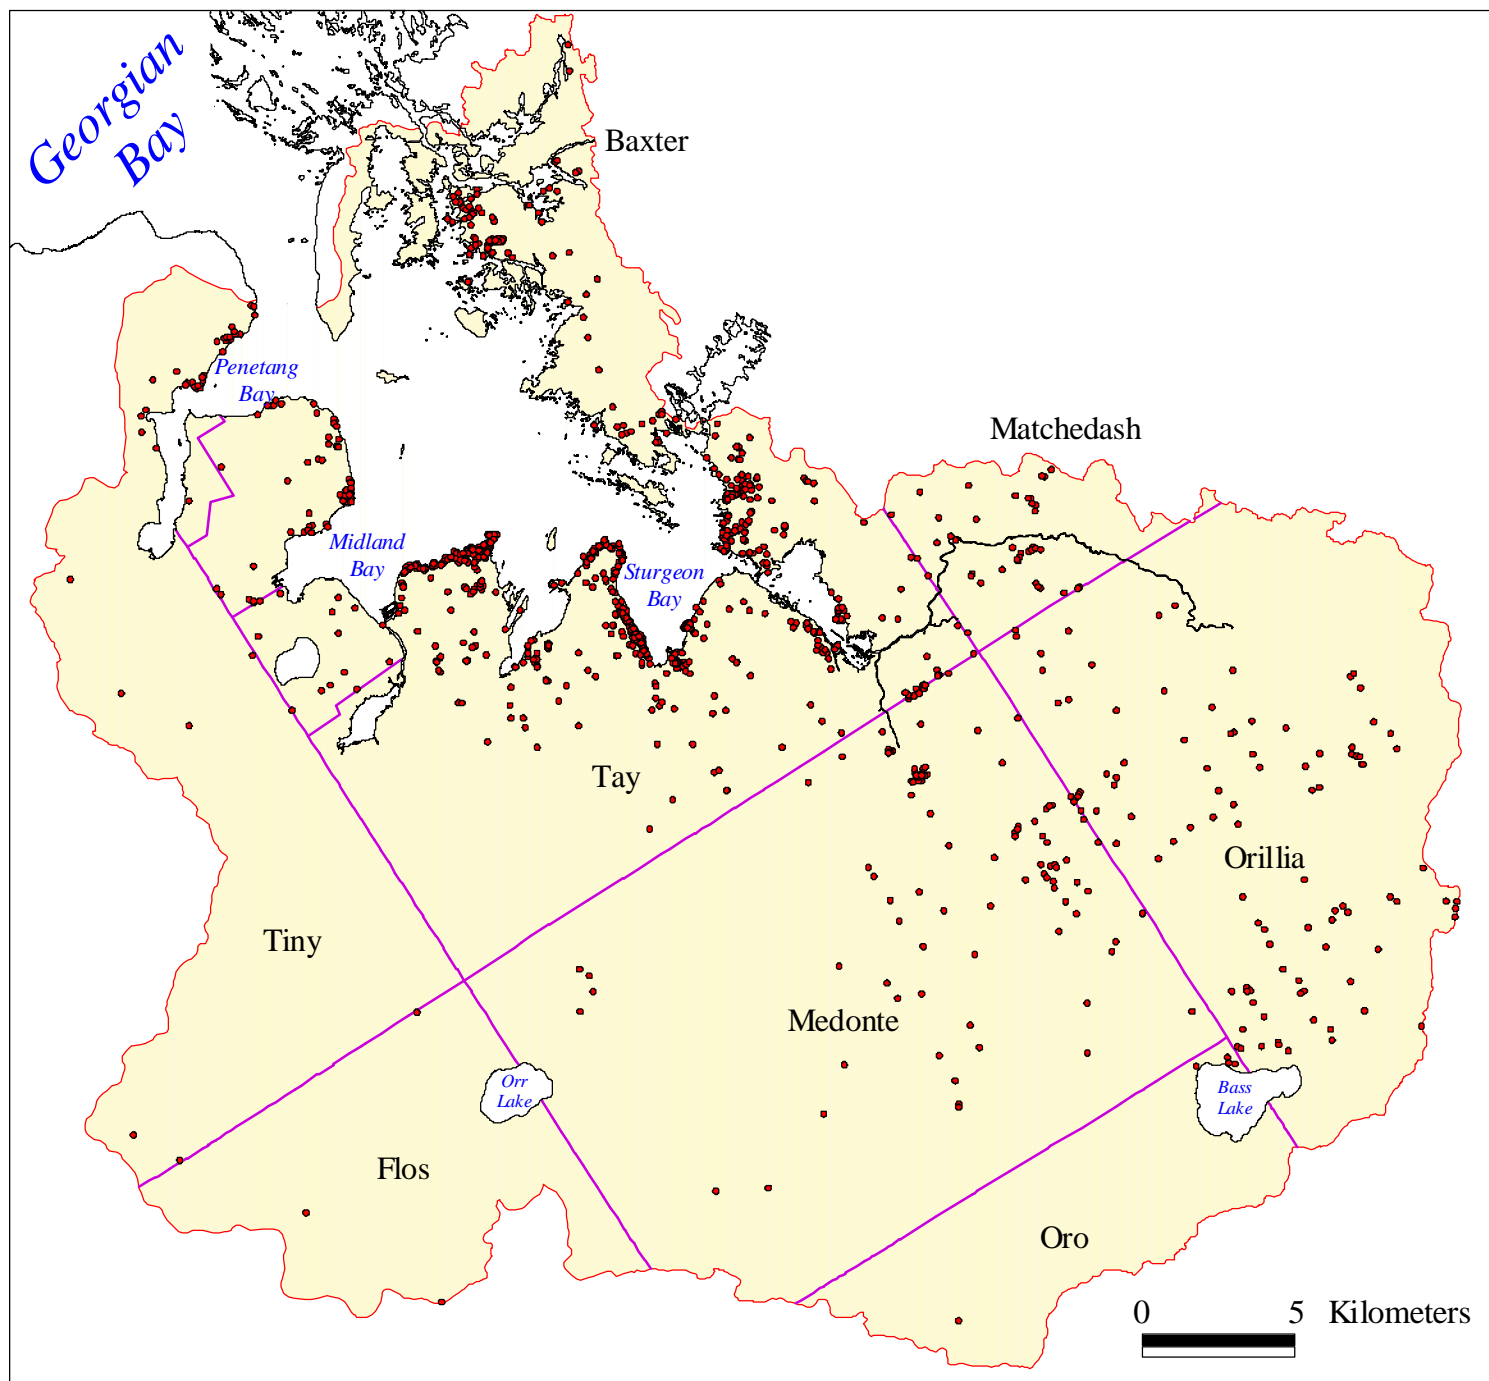 Georgian
Bay
Baxter
Penetang
Bay
Matchedash
Midland
Bay
Sturgeon
Bay
Tay
Orillia
Tiny
Medonte
Orr
Lake
Bass
Lake
Flos
Oro
0 5 Kilometers